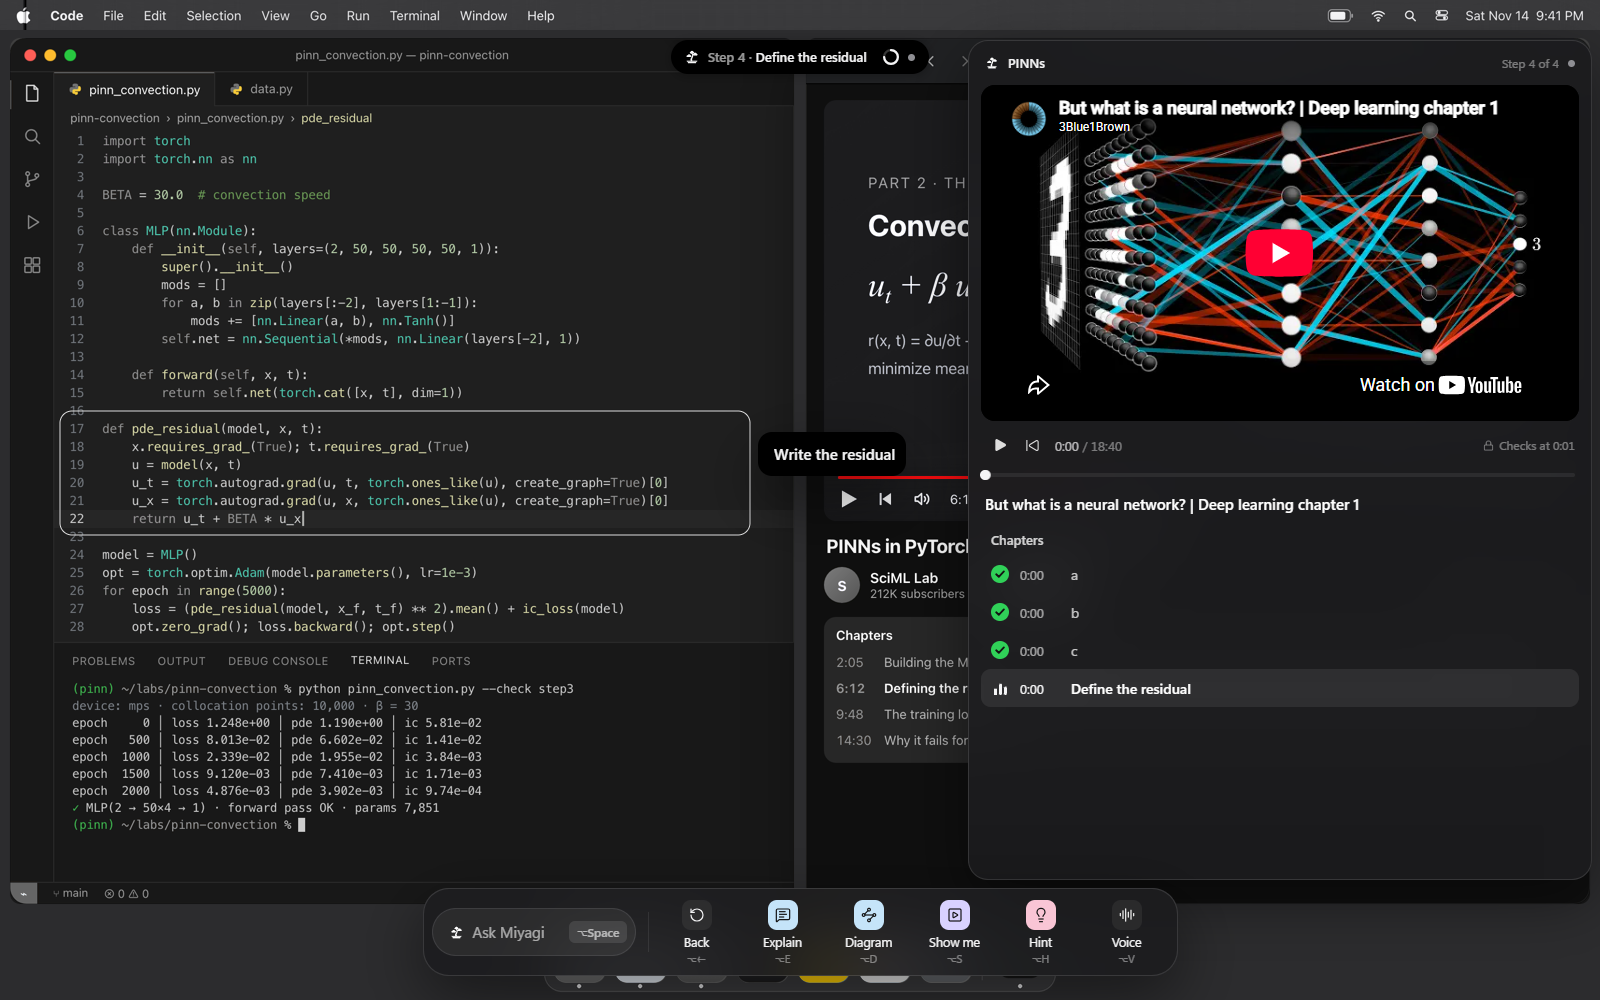 Code File Edit Selection View Go Run Terminal Window Help
Sat Nov 14 9:41 PM
pinn_convection.py — pinn-convection
Step 4 · Define the residual
pinn_convection.py
data.py
pinn-convection › pinn_convection.py › pde_residual
1 import torch
2 import torch.nn as nn
3
4 BETA = 30.0 # convection speed
5
6 class MLP(nn.Module):
7 def __init__(self, layers=(2, 50, 50, 50, 50, 1)):
8 super().__init__()
9 mods = []
10 for a, b in zip(layers[:-2], layers[1:-1]):
11 mods += [nn.Linear(a, b), nn.Tanh()]
12 self.net = nn.Sequential(*mods, nn.Linear(layers[-2], 1))
13
14 def forward(self, x, t):
15 return self.net(torch.cat([x, t], dim=1))
16
17 def pde_residual(model, x, t):
18 x.requires_grad_(True); t.requires_grad_(True)
19 u = model(x, t)
20 u_t = torch.autograd.grad(u, t, torch.ones_like(u), create_graph=True)[0]
21 u_x = torch.autograd.grad(u, x, torch.ones_like(u), create_graph=True)[0]
22 return u_t + BETA * u_x
23
24 model = MLP()
25 opt = torch.optim.Adam(model.parameters(), lr=1e-3)
26 for epoch in range(5000):
27 loss = (pde_residual(model, x_f, t_f) ** 2).mean() + ic_loss(model)
28 opt.zero_grad(); loss.backward(); opt.step()
Write the residual
PROBLEMS OUTPUT DEBUG CONSOLE TERMINAL PORTS
(pinn) ~/labs/pinn-convection % python pinn_convection.py --check step3
device: mps · collocation points: 10,000 · β = 30
epoch 0 │ loss 1.248e+00 │ pde 1.190e+00 │ ic 5.81e-02
epoch 500 │ loss 8.013e-02 │ pde 6.602e-02 │ ic 1.41e-02
epoch 1000 │ loss 2.339e-02 │ pde 1.955e-02 │ ic 3.84e-03
epoch 1500 │ loss 9.120e-03 │ pde 7.410e-03 │ ic 1.71e-03
epoch 2000 │ loss 4.876e-03 │ pde 3.902e-03 │ ic 9.74e-04
✓ MLP(2 → 50×4 → 1) · forward pass OK · params 7,851
(pinn) ~/labs/pinn-convection %
main 0 0
PART 2 · TH
Convec
u_t + β u
r(x, t) = ∂u/∂t
minimize mea
6:1
PINNs in PyTorc
S
SciML Lab
212K subscribers
Chapters
2:05 Building the M
6:12 Defining the r
9:48 The training lo
14:30 Why it fails for
PINNs
Step 4 of 4
But what is a neural network? | Deep learning chapter 1
3Blue1Brown
3
Watch on YouTube
0:00 / 18:40
Checks at 0:01
But what is a neural network? | Deep learning chapter 1
Chapters
0:00 a
0:00 b
0:00 c
0:00 Define the residual
Ask Miyagi ⌥Space
Back Explain Diagram Show me Hint Voice
⌥← ⌥E ⌥D ⌥S ⌥H ⌥V